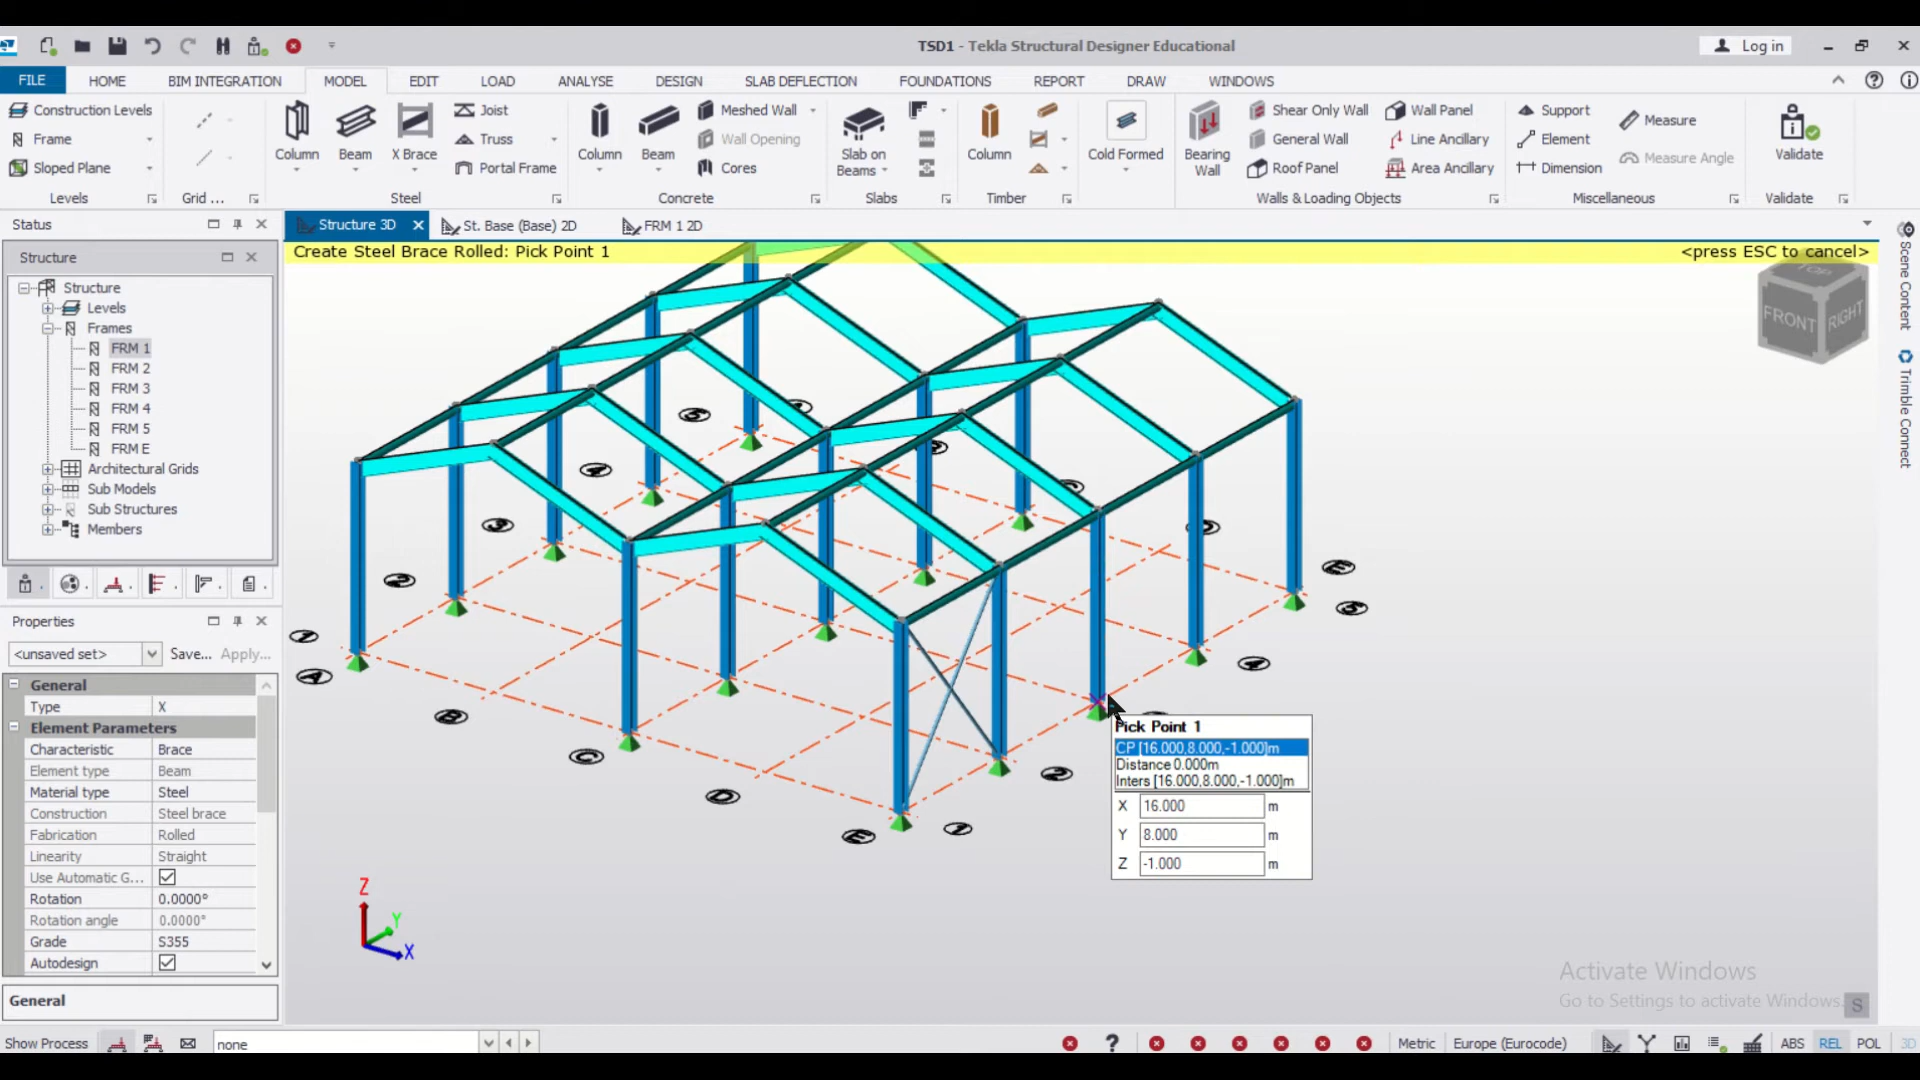 TSD1 - Tekla Structural Designer Educational
Log in
FILE HOME BIM INTEGRATION MODEL EDIT LOAD ANALYSE DESIGN SLAB DEFLECTION FOUNDATIONS REPORT DRAW WINDOWS
Construction Levels
Frame
Sloped Plane
Levels
Grid ...
Column
Beam
X Brace
Joist
Truss
Portal Frame
Steel
Column
Beam
Meshed Wall
Wall Opening
Cores
Concrete
Slab on
Beams
Slabs
Column
Timber
Cold Formed
Bearing
Wall
Shear Only Wall
General Wall
Roof Panel
Wall Panel
Line Ancillary
Area Ancillary
Walls & Loading Objects
Support
Element
Dimension
Measure
Measure Angle
Miscellaneous
Validate
Validate
Status
Structure
Structure
Levels
Frames
FRM 1
FRM 2
FRM 3
FRM 4
FRM 5
FRM E
Architectural Grids
Sub Models
Sub Structures
Members
Properties
<unsaved set>
Save...
Apply...
General
Type X
Element Parameters
Characteristic Brace
Element type Beam
Material type Steel
Construction Steel brace
Fabrication Rolled
Linearity Straight
Use Automatic G...
Rotation 0.0000°
Rotation angle 0.0000°
Grade S355
Autodesign
General
Structure 3D
St. Base (Base) 2D
FRM 1 2D
Create Steel Brace Rolled: Pick Point 1
<press ESC to cancel>
TOP
FRONT
RIGHT
Scene Content
Trimble Connect
5
4
3
2
1
A
B
C
D
E
1
2
4
5
E
D
C
Pick Point 1
CP [16.000,8.000,-1.000]m
Distance 0.000m
Inters [16.000,8.000,-1.000]m
X 16.000 m
Y 8.000 m
Z -1.000 m
Z
Y
X
Activate Windows
Go to Settings to activate Windows.
S
Show Process
none
Metric
Europe (Eurocode)
ABS
REL
POL
3D